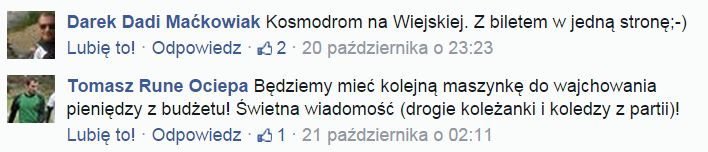 Darek Dadi Maćkowiak Kosmodrom na Wiejskiej. Z biletem w jedną stronę;-)
Lubię to! · Odpowiedz · 2 · 20 października o 23:23
Tomasz Rune Ociepa Będziemy mieć kolejną maszynkę do wajchowania
pieniędzy z budżetu! Świetna wiadomość (drogie koleżanki i koledzy z partii)!
Lubię to! · Odpowiedz · 1 · 21 października o 02:11